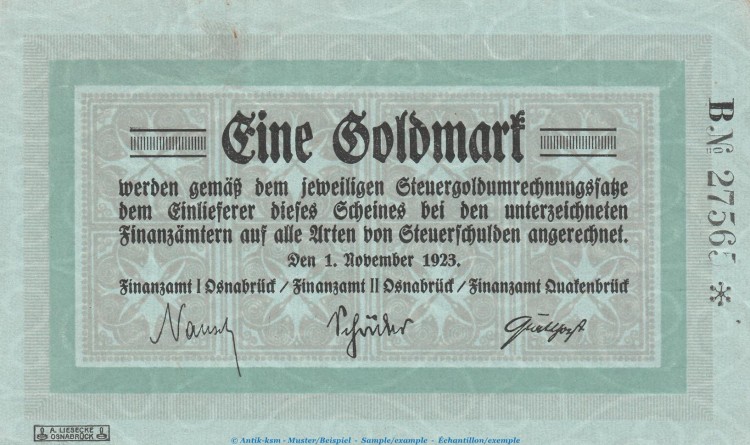 Eine Goldmark
werden gemäß dem jeweiligen Steuergoldumrechnungssatze
dem Einlieferer dieses Scheines bei den unterzeichneten
Finanzämtern auf alle Arten von Steuerschulden angerechnet.
Den 1. November 1923.
Finanzamt I Osnabrück / Finanzamt II Osnabrück / Finanzamt Quakenbrück
Schröder
B.№ 27565 *
A. LIESECKE
OSNABRÜCK
© Antik-ksm - Muster/Beispiel - Sample/example - Échantillon/exemple